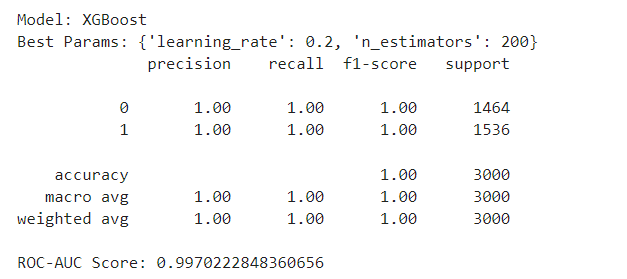 Model: XGBoost
Best Params: {'learning_rate': 0.2, 'n_estimators': 200}
precision recall f1-score support
0 1.00 1.00 1.00 1464
1 1.00 1.00 1.00 1536
accuracy 1.00 3000
macro avg 1.00 1.00 1.00 3000
weighted avg 1.00 1.00 1.00 3000
ROC-AUC Score: 0.9970222848360656